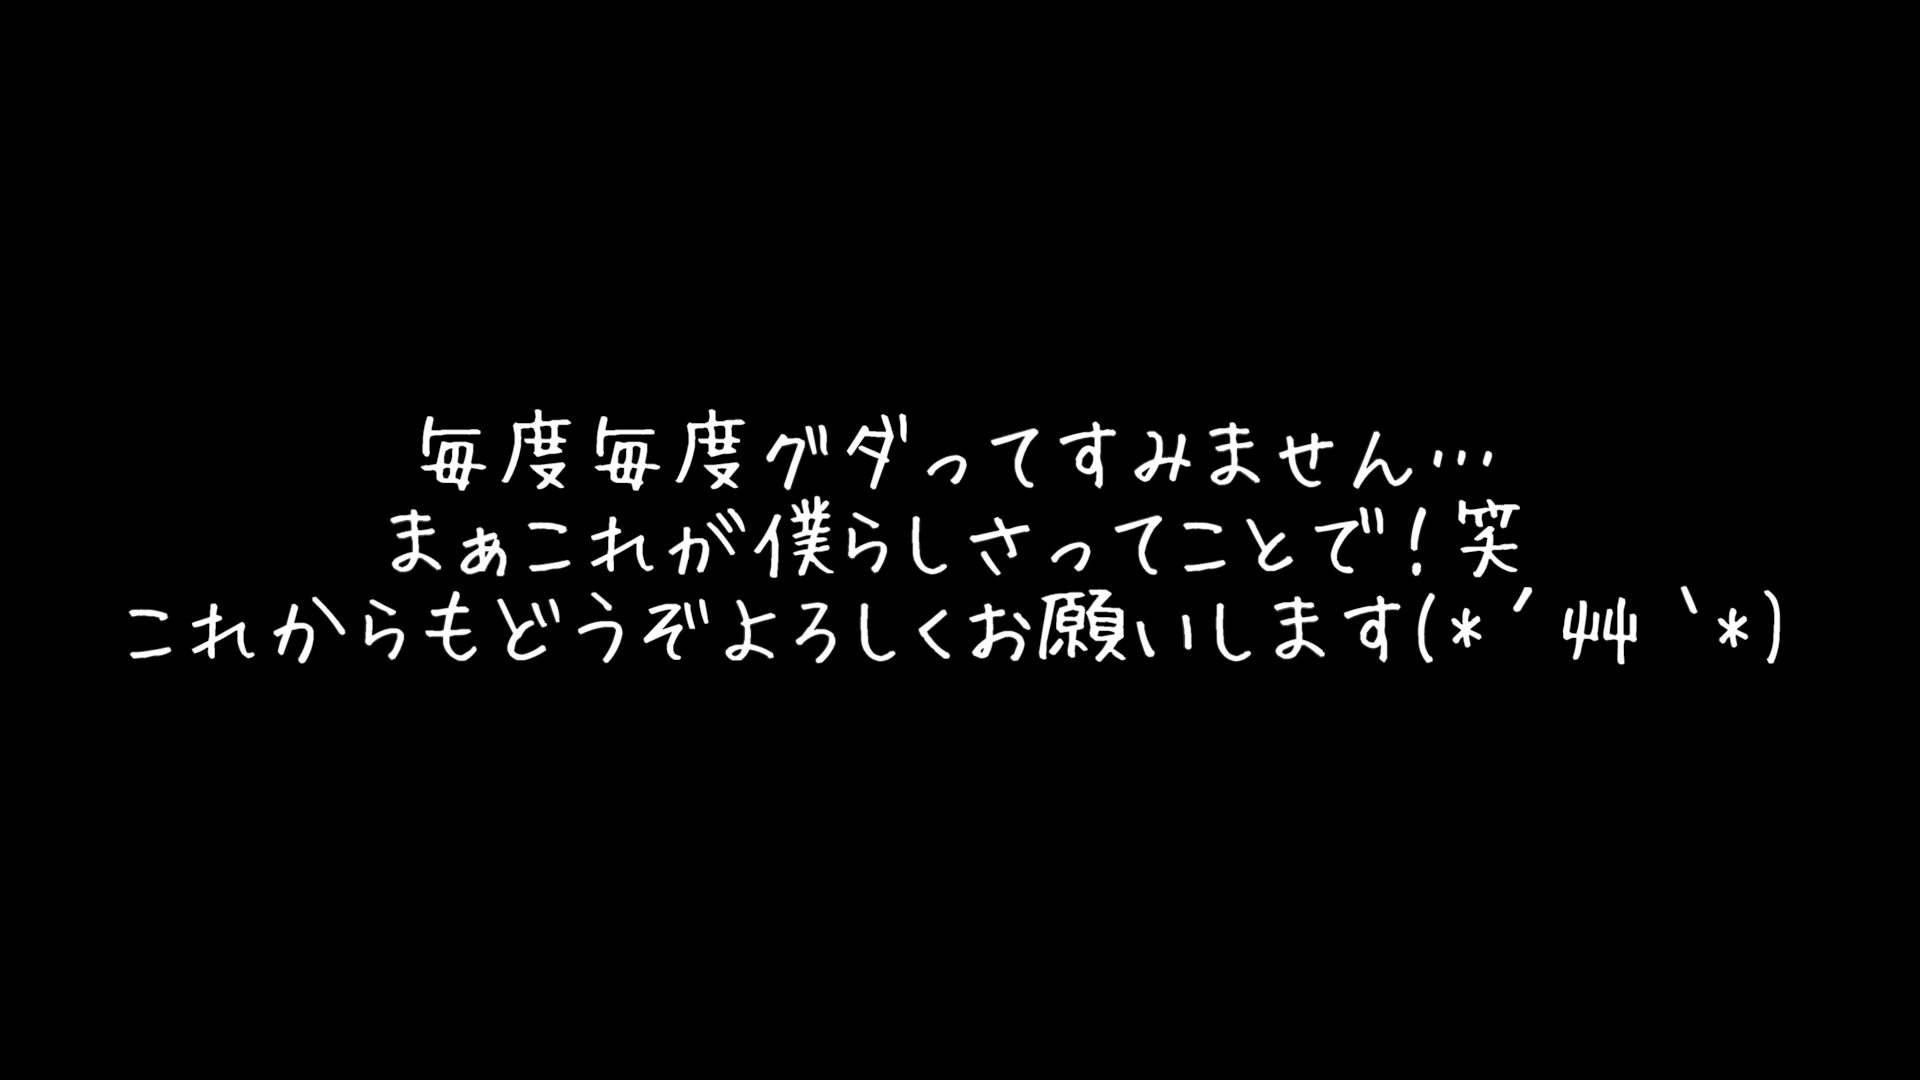 毎度毎度グダってすみません…
まぁこれが僕らしさってことで！笑
これからもどうぞよろしくお願いします(*´艸`*)